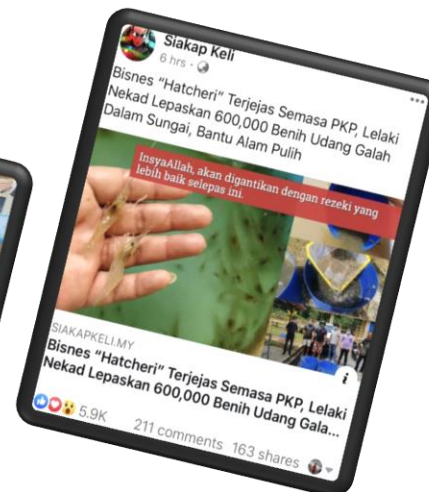 Siakap Keli
6 hrs
Bisnes “Hatcheri” Terjejas Semasa PKP, Lelaki
Nekad Lepaskan 600,000 Benih Udang Galah
Dalam Sungai, Bantu Alam Pulih
InsyaAllah, akan digantikan dengan rezeki yang
lebih baik selepas ini.
SIAKAPKELI.MY
Bisnes “Hatcheri” Terjejas Semasa PKP, Lelaki
Nekad Lepaskan 600,000 Benih Udang Gala...
5.9K 211 comments 163 shares